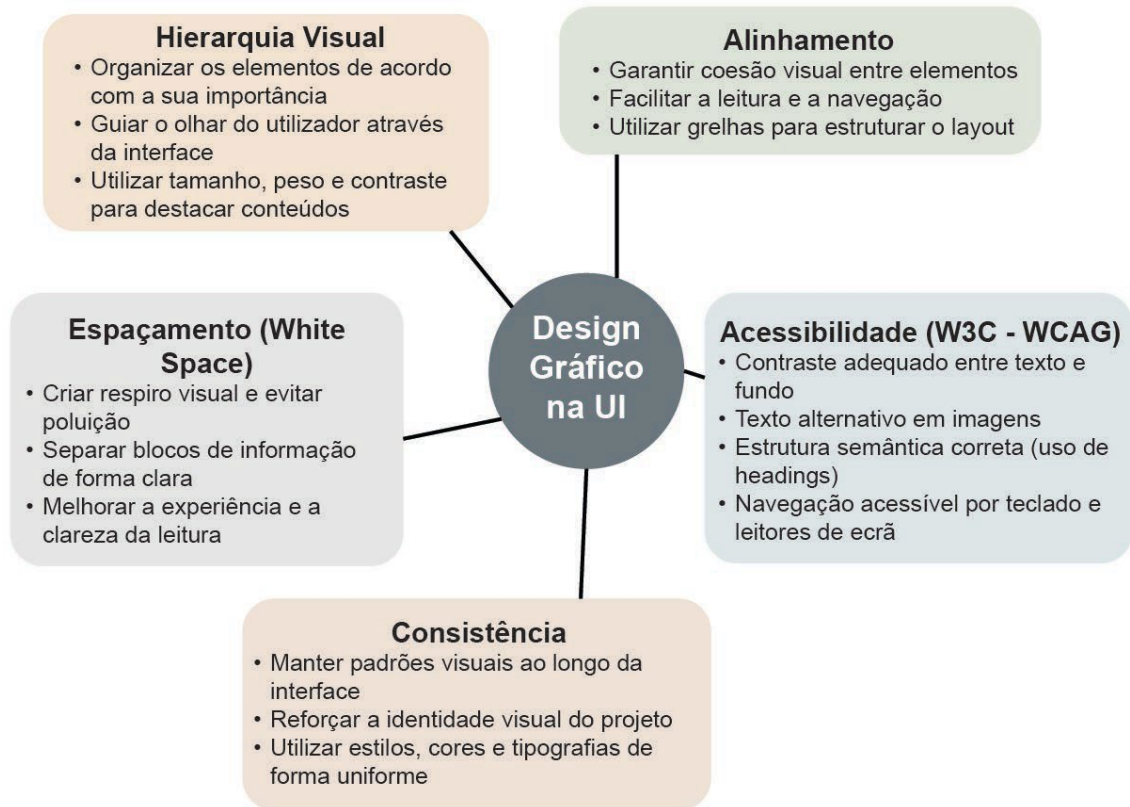 Hierarquia Visual
• Organizar os elementos de acordo
com a sua importância
• Guiar o olhar do utilizador através
da interface
• Utilizar tamanho, peso e contraste
para destacar conteúdos
Alinhamento
• Garantir coesão visual entre elementos
• Facilitar a leitura e a navegação
• Utilizar grelhas para estruturar o layout
Design
Gráfico
na UI
Espaçamento (White
Space)
• Criar respiro visual e evitar
poluição
• Separar blocos de informação
de forma clara
• Melhorar a experiência e a
clareza da leitura
Acessibilidade (W3C - WCAG)
• Contraste adequado entre texto e
fundo
• Texto alternativo em imagens
• Estrutura semântica correta (uso de
headings)
• Navegação acessível por teclado e
leitores de ecrã
Consistência
• Manter padrões visuais ao longo da
interface
• Reforçar a identidade visual do projeto
• Utilizar estilos, cores e tipografias de
forma uniforme